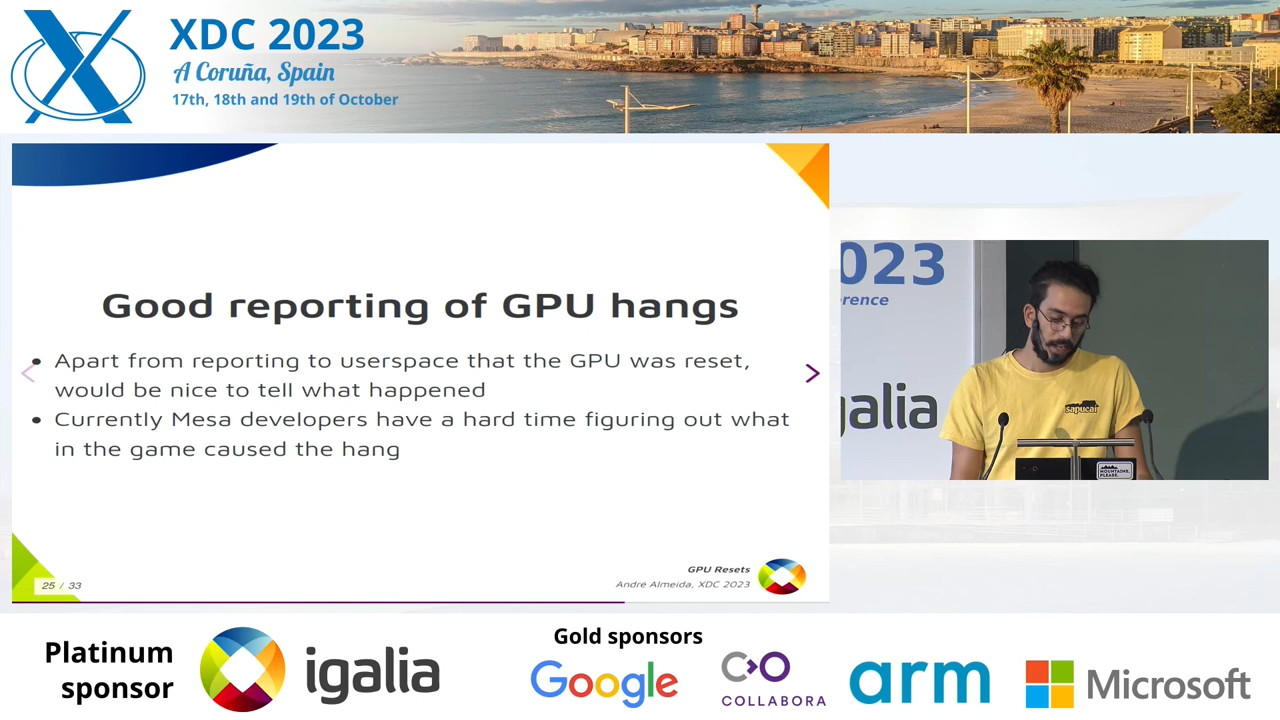 XDC 2023
A Coruña, Spain
17th, 18th and 19th of October
Good reporting of GPU hangs
Apart from reporting to userspace that the GPU was reset,
would be nice to tell what happened
Currently Mesa developers have a hard time figuring out what
in the game caused the hang
25 / 33
GPU Resets
André Almeida, XDC 2023
023
erence
galia
sapucai
MOUNTAINS,
PLEASE.
Platinum
sponsor
igalia
Gold sponsors
Google
COLLABORA
arm
Microsoft